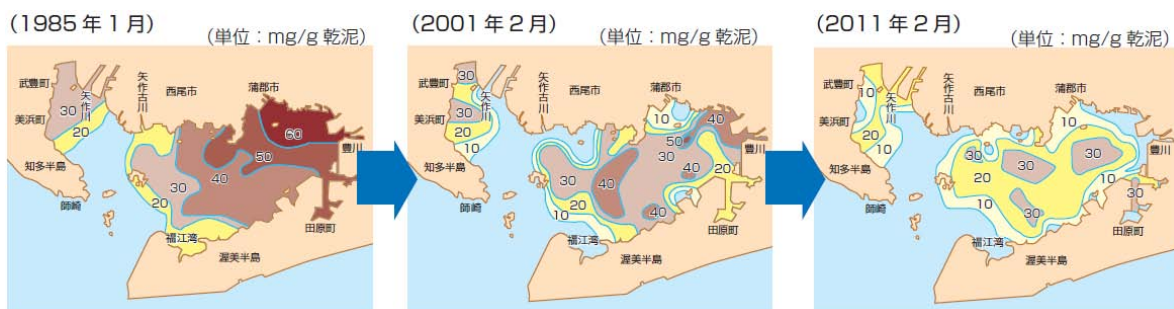 (1985年1月)
(単位：mg/g 乾泥)
武豊町
矢作川
矢作古川
西尾市
蒲郡市
美浜町
30
20
60
豊川
50
知多半島
30
40
20
師崎
田原町
福江湾
渥美半島
(2001年2月)
(単位：mg/g 乾泥)
30
武豊町
矢作川
矢作古川
西尾市
蒲郡市
10
40
美浜町
30
20
50
豊川
10
30
知多半島
30
40
40
20
20
師崎
10
40
田原町
福江湾
渥美半島
(2011年2月)
(単位：mg/g 乾泥)
武豊町
10
矢作川
矢作古川
西尾市
蒲郡市
10
美浜町
20
豊川
10
30
30
30
知多半島
20
10
師崎
10
30
30
田原町
福江湾
渥美半島